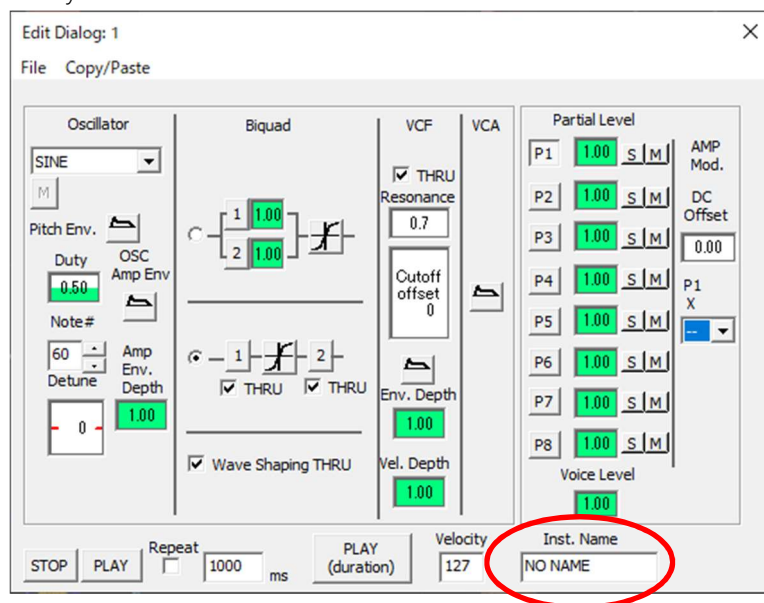 Edit Dialog: 1
File Copy/Paste
Oscillator
SINE
M
Pitch Env.
Duty
0.50
OSC
Amp Env
Note#
60
Detune
0
Amp
Env.
Depth
1.00
Biquad
1 1.00
2 1.00
1 2
THRU THRU
Wave Shaping THRU
VCF
THRU
Resonance
0.7
Cutoff
offset
0
Env. Depth
1.00
Vel. Depth
1.00
VCA
Partial Level
P1 1.00 S M
P2 1.00 S M
P3 1.00 S M
P4 1.00 S M
P5 1.00 S M
P6 1.00 S M
P7 1.00 S M
P8 1.00 S M
Voice Level
1.00
AMP
Mod.
DC
Offset
0.00
P1
X
--
STOP PLAY Repeat 1000 ms
PLAY
(duration)
Velocity
127
Inst. Name
NO NAME